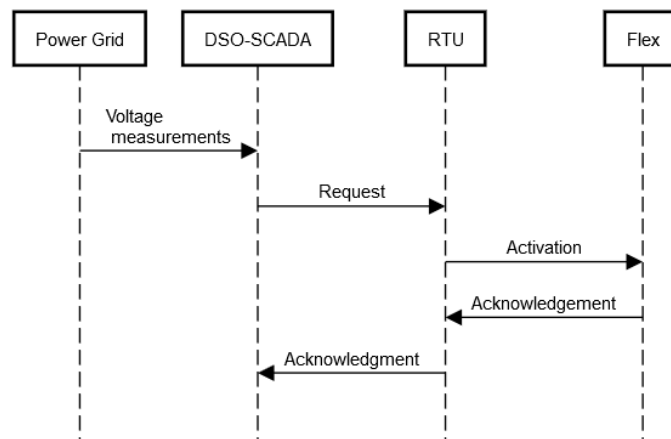 Power Grid
DSO-SCADA
RTU
Flex
Voltage
measurements
Request
Activation
Acknowledgement
Acknowledgment